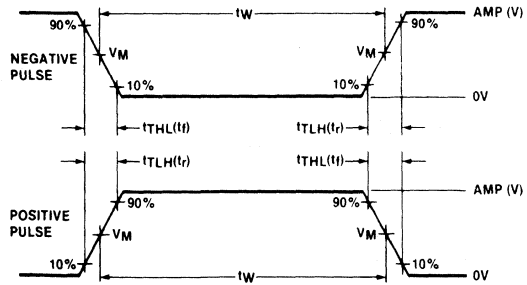 tW
AMP (V)
90%
90%
NEGATIVE
PULSE
VM
VM
10%
10%
0V
tTHL(tf)
tTLH(tr)
tTLH(tr)
tTHL(tf)
AMP (V)
90%
90%
POSITIVE
PULSE
VM
VM
10%
10%
tW
0V